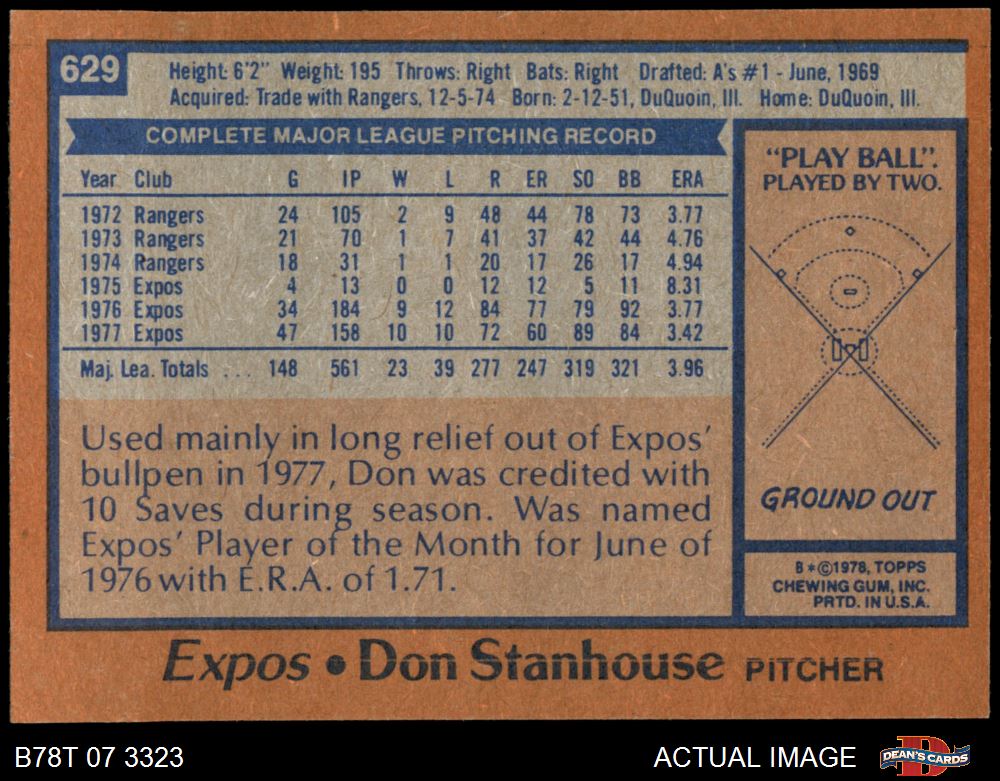 629
Height: 6'2" Weight: 195 Throws: Right Bats: Right Drafted: A's #1 - June, 1969
Acquired: Trade with Rangers, 12-5-74 Born: 2-12-51, DuQuoin, Ill. Home: DuQuoin, Ill.
COMPLETE MAJOR LEAGUE PITCHING RECORD
Year Club G IP W L R ER SO BB ERA
1972 Rangers 24 105 2 9 48 44 78 73 3.77
1973 Rangers 21 70 1 7 41 37 42 44 4.76
1974 Rangers 18 31 1 1 20 17 26 17 4.94
1975 Expos 4 13 0 0 12 12 5 11 8.31
1976 Expos 34 184 9 12 84 77 79 92 3.77
1977 Expos 47 158 10 10 72 60 89 84 3.42
Maj. Lea. Totals ... 148 561 23 39 277 247 319 321 3.96
Used mainly in long relief out of Expos'
bullpen in 1977, Don was credited with
10 Saves during season. Was named
Expos' Player of the Month for June of
1976 with E.R.A. of 1.71.
"PLAY BALL".
PLAYED BY TWO.
GROUND OUT
B*©1978, TOPPS
CHEWING GUM, INC.
PRTD. IN U.S.A.
Expos • Don Stanhouse PITCHER
B78T 07 3323
ACTUAL IMAGE
DEAN'S CARDS